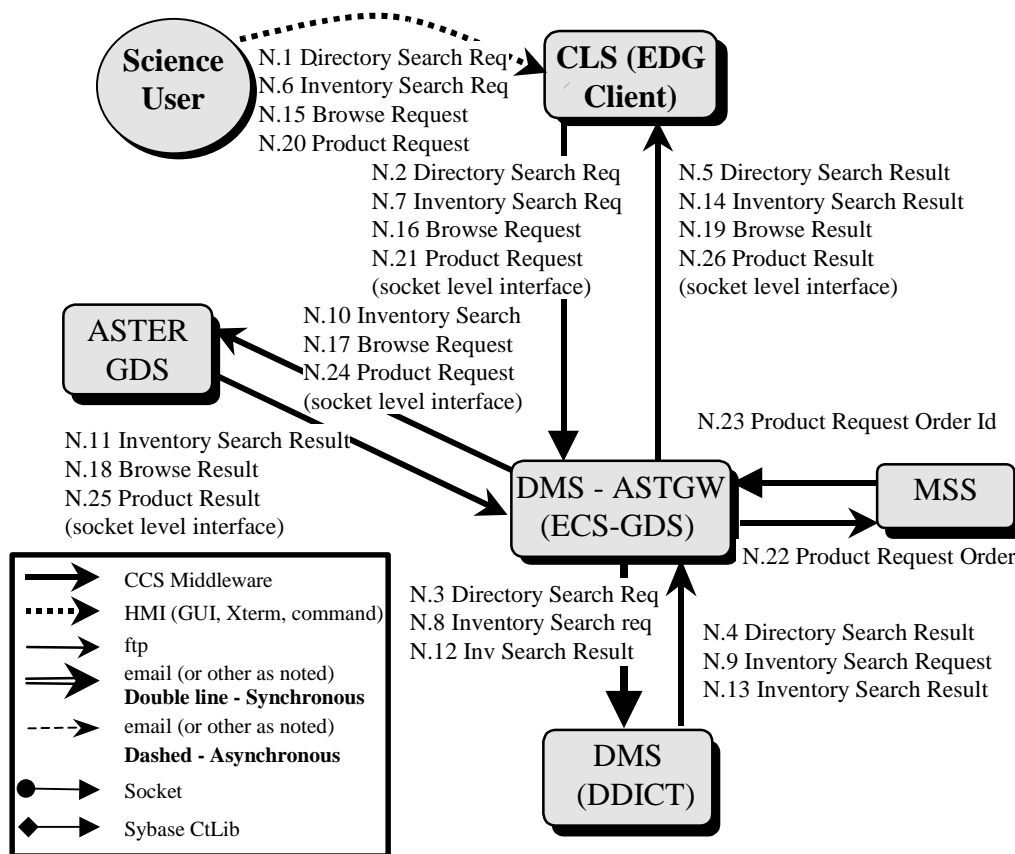 Science
User
N.1 Directory Search Req
N.6 Inventory Search Req
N.15 Browse Request
N.20 Product Request
CLS (EDG
Client)
N.2 Directory Search Req
N.7 Inventory Search Req
N.16 Browse Request
N.21 Product Request
(socket level interface)
N.5 Directory Search Result
N.14 Inventory Search Result
N.19 Browse Result
N.26 Product Result
(socket level interface)
ASTER
GDS
N.10 Inventory Search
N.17 Browse Request
N.24 Product Request
(socket level interface)
N.11 Inventory Search Result
N.18 Browse Result
N.25 Product Result
(socket level interface)
N.23 Product Request Order Id
DMS - ASTGW
(ECS-GDS)
MSS
N.22 Product Request Order
N.3 Directory Search Req
N.8 Inventory Search req
N.12 Inv Search Result
N.4 Directory Search Result
N.9 Inventory Search Request
N.13 Inventory Search Result
DMS
(DDICT)
CCS Middleware
HMI (GUI, Xterm, command)
ftp
email (or other as noted)
Double line - Synchronous
email (or other as noted)
Dashed - Asynchronous
Socket
Sybase CtLib